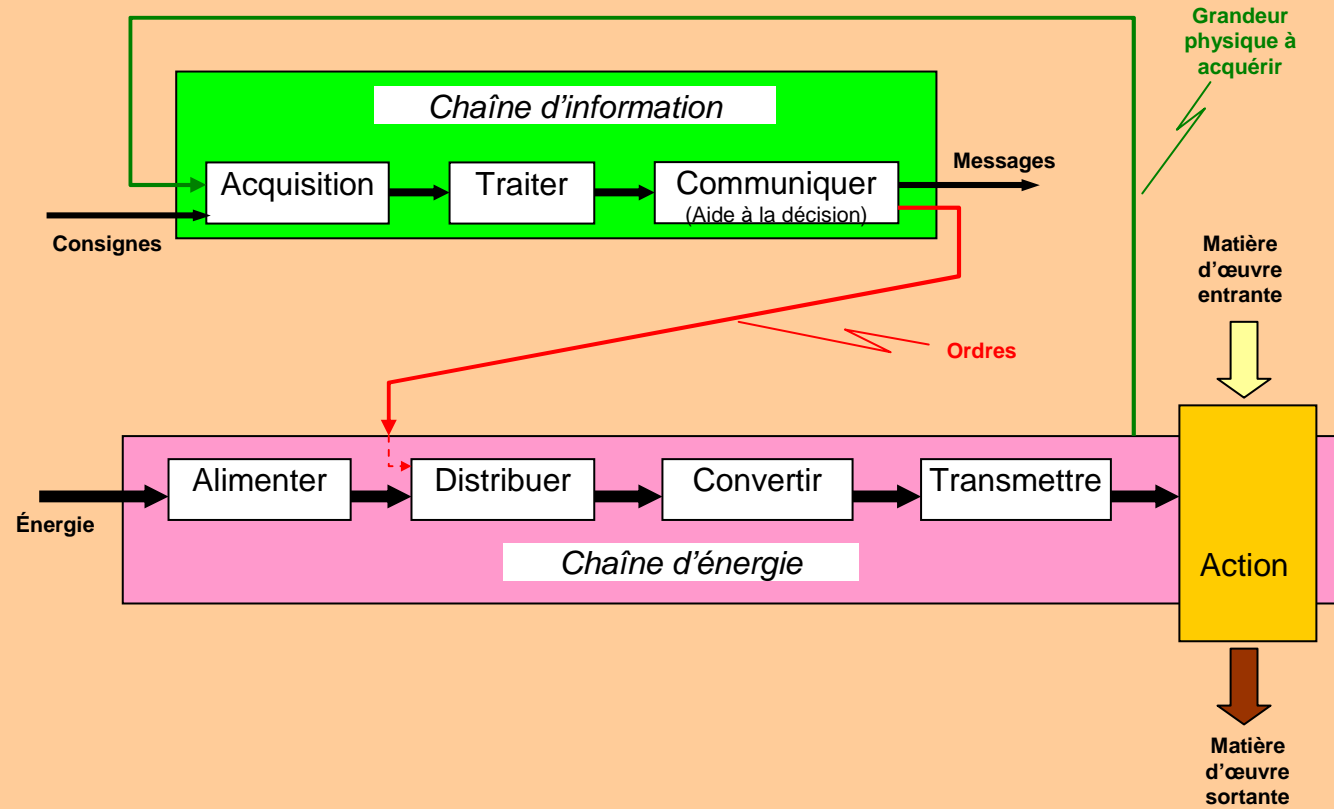 Grandeur
physique à
acquérir
Chaîne d'information
Acquisition
Traiter
Communiquer
(Aide à la décision)
Messages
Consignes
Matière
d'œuvre
entrante
Ordres
Alimenter
Distribuer
Convertir
Transmettre
Énergie
Chaîne d'énergie
Action
Matière
d'œuvre
sortante